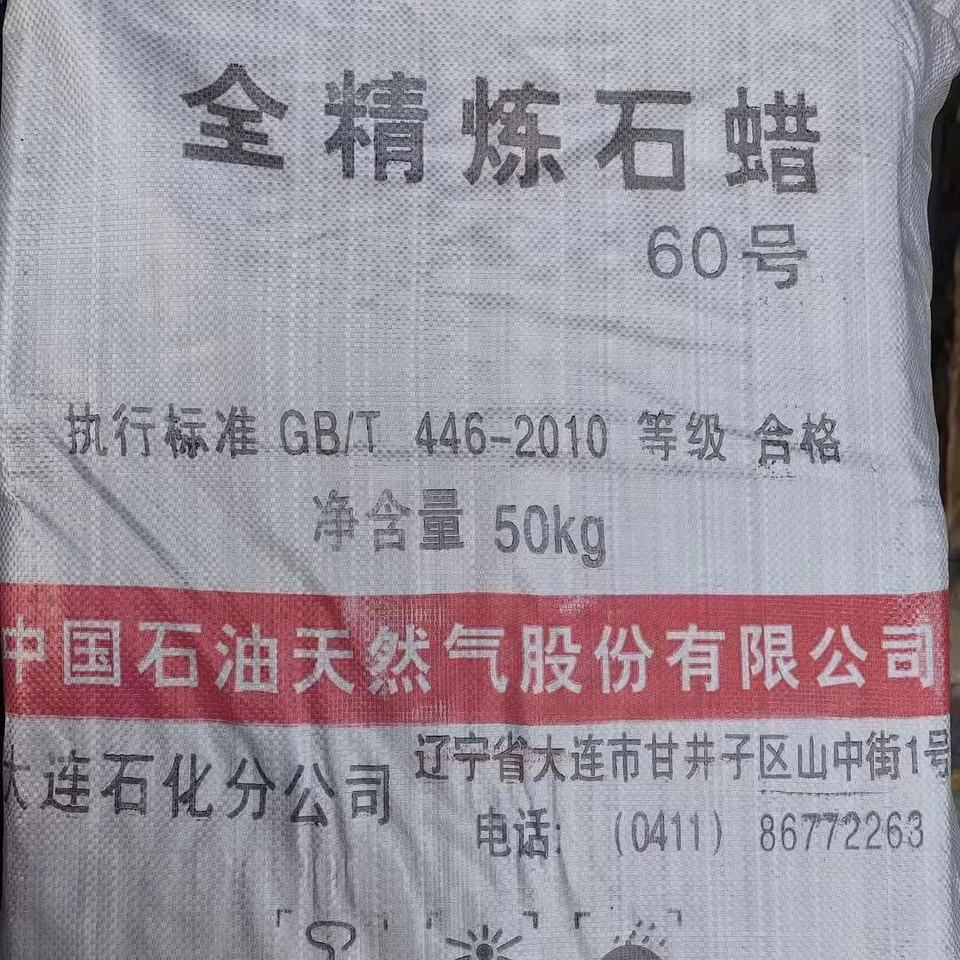 全精炼石蜡
60号
执行标准 GB/T 446-2010 等级 合格
净含量 50kg
中国石油天然气股份有限公司
大连石化分公司
辽宁省大连市甘井子区山中街1号
电话: (0411) 86772263